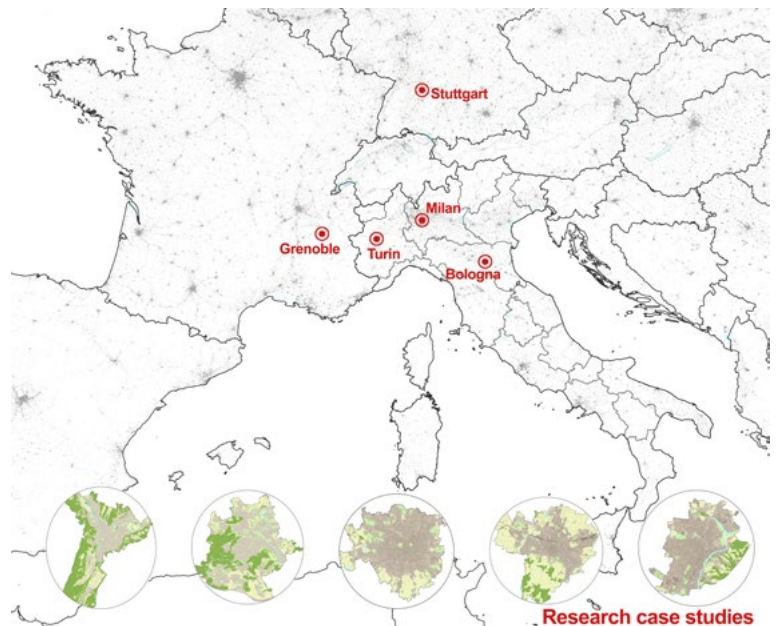 Stuttgart
Milan
Grenoble
Turin
Bologna
Research case studies